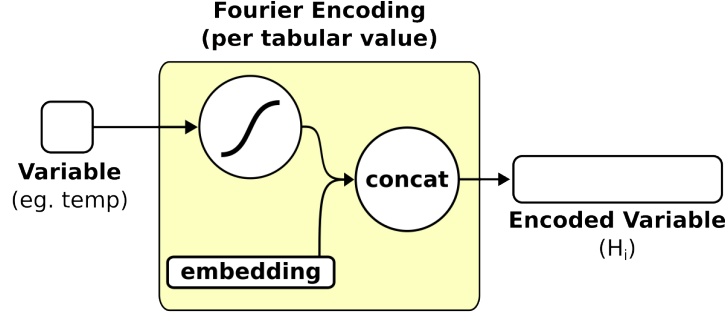 Fourier Encoding
(per tabular value)
Variable
(eg. temp)
concat
embedding
Encoded Variable
(Hᵢ)